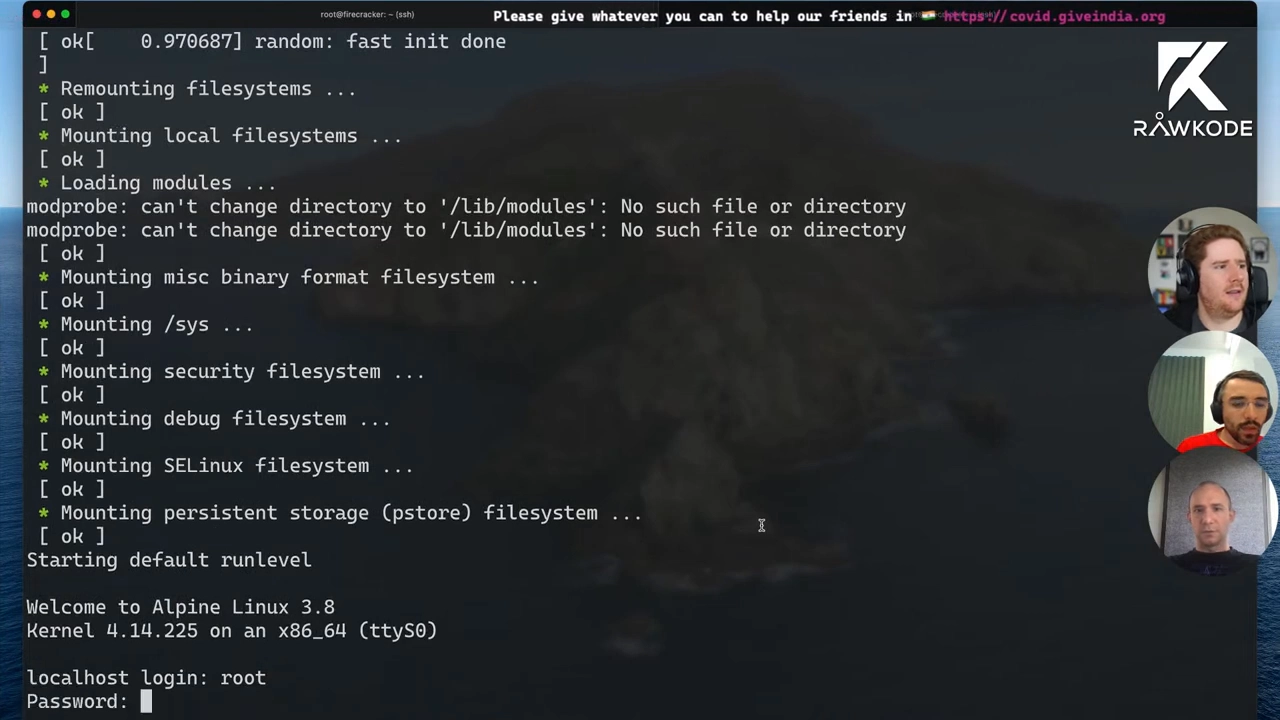 root@firecracker: ~ (ssh)
Please give whatever you can to help our friends in 🇮🇳 https://covid.giveindia.org
[ ok[    0.970687] random: fast init done
]
* Remounting filesystems ...
[ ok ]
* Mounting local filesystems ...
[ ok ]
* Loading modules ...
modprobe: can't change directory to '/lib/modules': No such file or directory
modprobe: can't change directory to '/lib/modules': No such file or directory
[ ok ]
* Mounting misc binary format filesystem ...
[ ok ]
* Mounting /sys ...
[ ok ]
* Mounting security filesystem ...
[ ok ]
* Mounting debug filesystem ...
[ ok ]
* Mounting SELinux filesystem ...
[ ok ]
* Mounting persistent storage (pstore) filesystem ...
[ ok ]
Starting default runlevel
Welcome to Alpine Linux 3.8
Kernel 4.14.225 on an x86_64 (ttyS0)
localhost login: root
Password:
RAWKODE